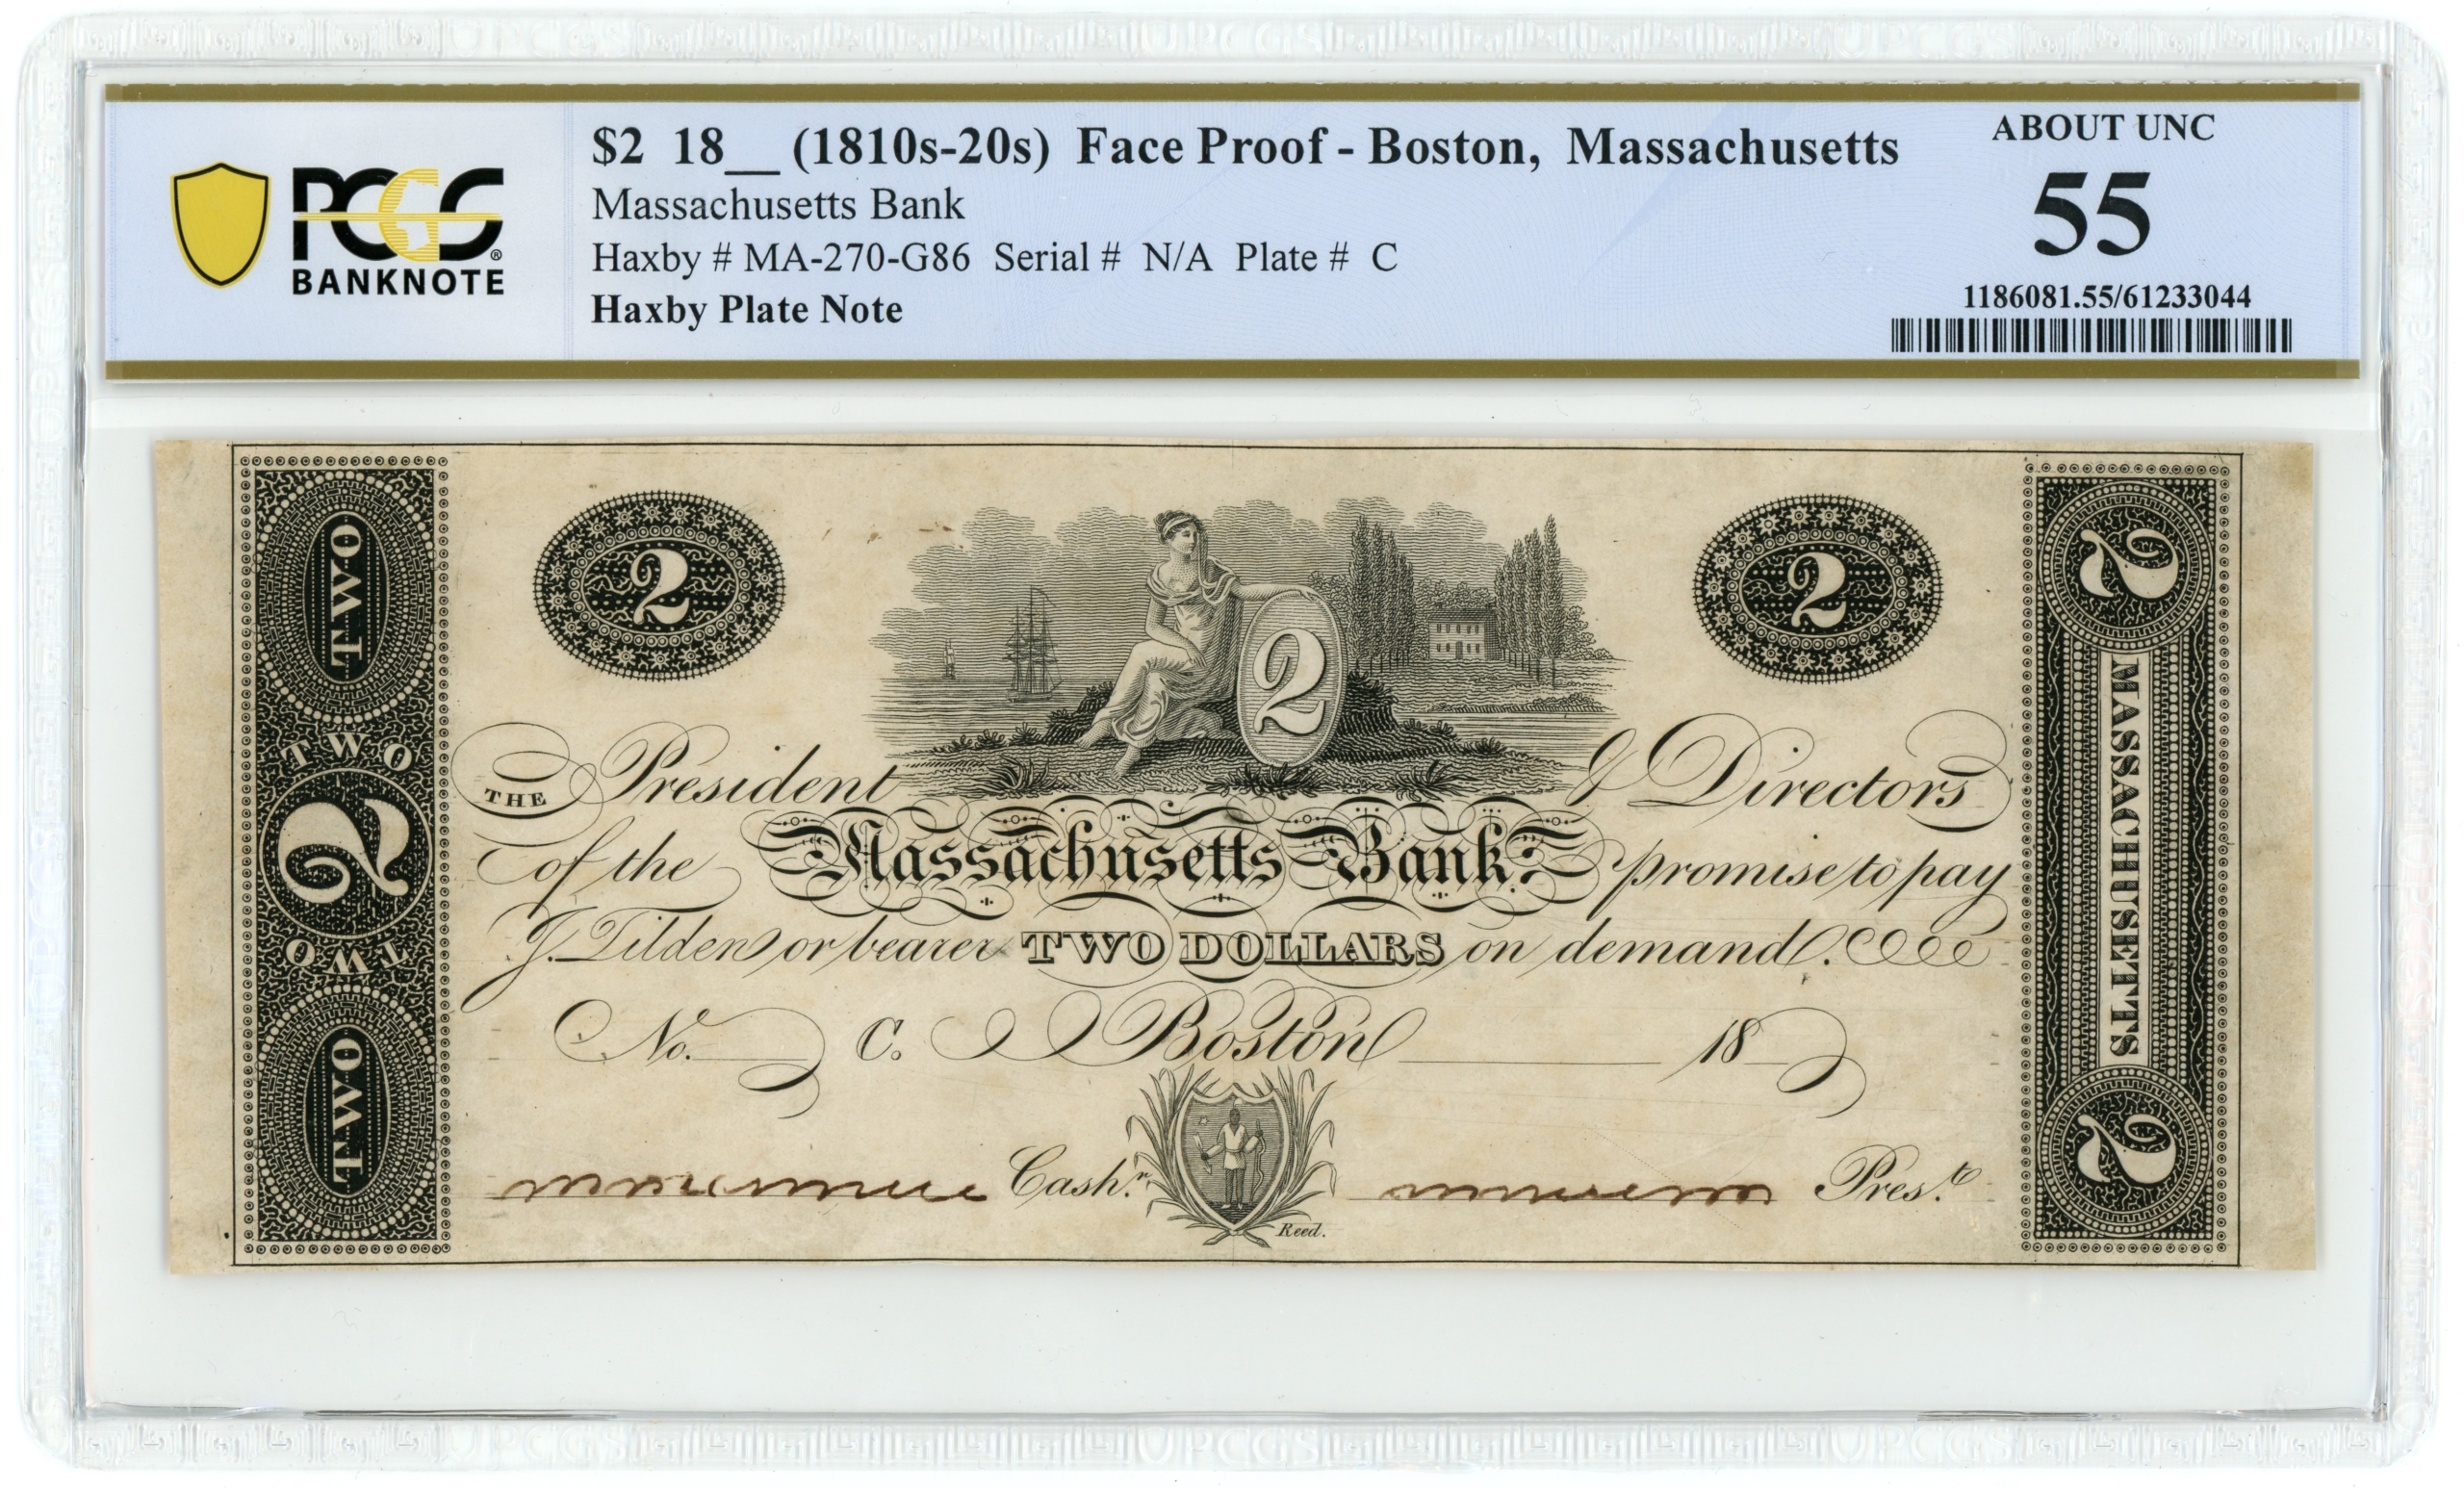 PCGS®
BANKNOTE
$2 18__ (1810s-20s) Face Proof - Boston, Massachusetts
Massachusetts Bank
Haxby # MA-270-G86 Serial # N/A Plate # C
Haxby Plate Note
ABOUT UNC
55
1186081.55/61233044
TWO
TWO
2
TWO
TWO
2
2
2
THE President & Directors
of the Massachusetts Bank promise to pay
J. Tilden or bearer TWO DOLLARS on demand.
No. C. Boston 18
Cashr.
Prest.
Reed.
2
MASSACHUSETTS
2